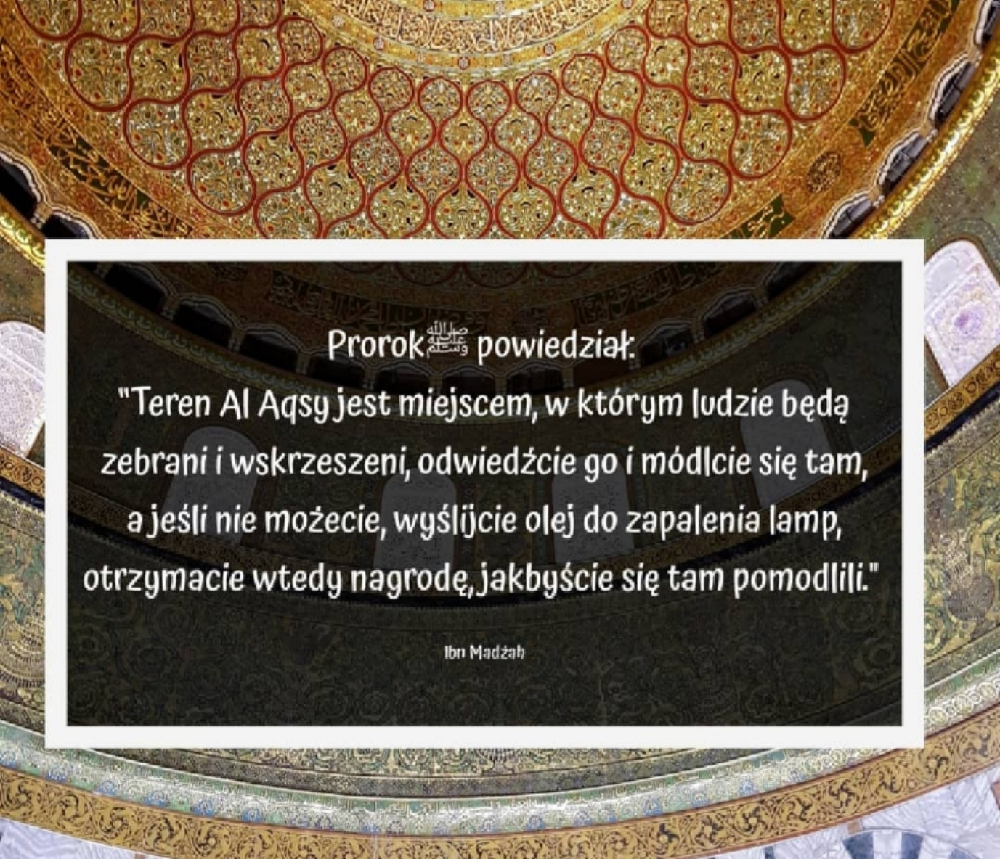 Prorokﷺ powiedział:
"Teren Al Aqsy jest miejscem, w którym ludzie będą
zebrani i wskrzeszeni, odwiedźcie go i módlcie się tam,
a jeśli nie możecie, wyślijcie olej do zapalenia lamp,
otrzymacie wtedy nagrodę, jakbyście się tam pomodlili."
Ibn Madżah